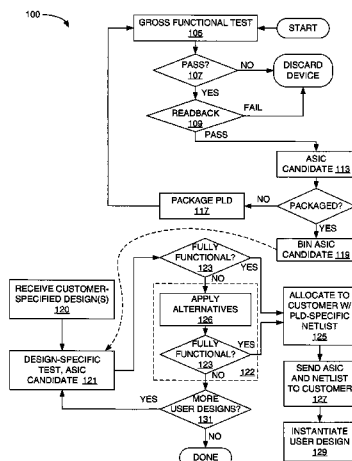 100
GROSS FUNCTIONAL TEST
105
START
PASS?
107
NO
DISCARD
DEVICE
YES
READBACK
109
FAIL
PASS
ASIC
CANDIDATE 113
PACKAGED?
NO
PACKAGE PLD
117
YES
BIN ASIC
CANDIDATE 119
FULLY
FUNCTIONAL?
123
YES
NO
RECEIVE CUSTOMER-
SPECIFIED DESIGN(S)
120
APPLY
ALTERNATIVES
126
ALLOCATE TO
CUSTOMER W/
PLD-SPECIFIC
NETLIST
125
DESIGN-SPECIFIC
TEST, ASIC
CANDIDATE 121
FULLY
FUNCTIONAL?
123
YES
122
NO
SEND ASIC
AND NETLIST
TO CUSTOMER
127
YES
MORE
USER DESIGNS?
131
NO
INSTANTIATE
USER DESIGN
129
DONE